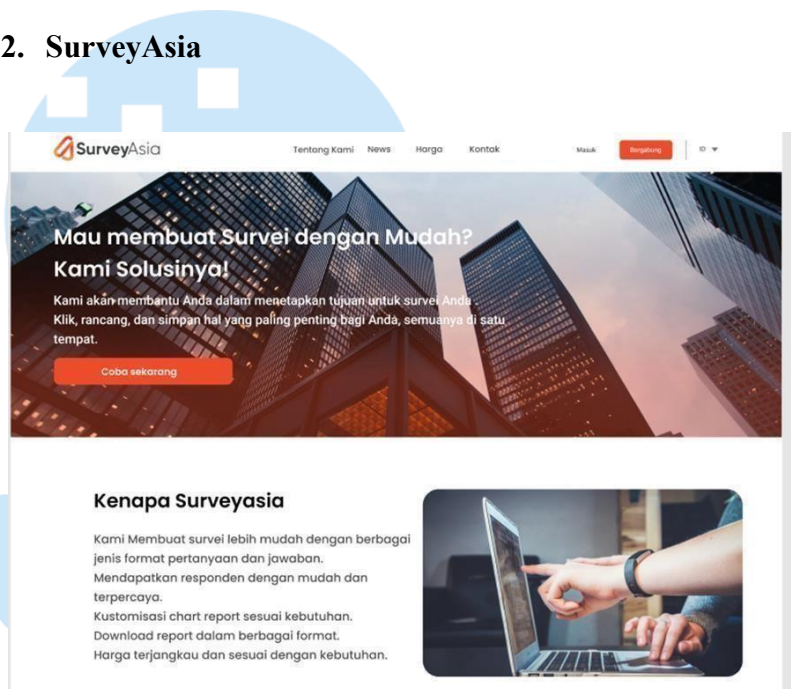 2. SurveyAsia
SurveyAsia
Tentang Kami News Harga Kontak Masuk Bergabung ID
Mau membuat Survei dengan Mudah?
Kami Solusinya!
Kami akan membantu Anda dalam menetapkan tujuan untuk survei Anda .
Klik, rancang, dan simpan hal yang paling penting bagi Anda, semuanya di satu
tempat.
Coba sekarang
Kenapa Surveyasia
Kami Membuat survei lebih mudah dengan berbagai
jenis format pertanyaan dan jawaban.
Mendapatkan responden dengan mudah dan
terpercaya.
Kustomisasi chart report sesuai kebutuhan.
Download report dalam berbagai format.
Harga terjangkau dan sesuai dengan kebutuhan.